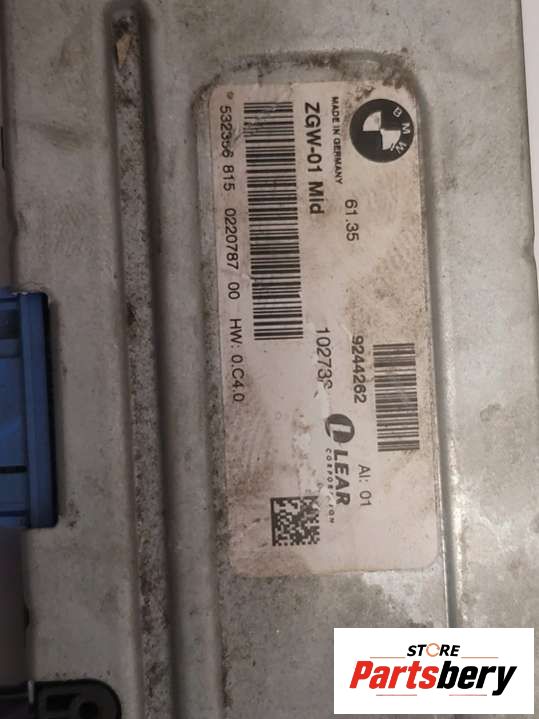 BMW
61.35 9244262 AI: 01
MADE IN GERMANY
ZGW-01 Mid LEAR
CORPORATION
532356 815 0220787 00 HW: 0.C4.0
STORE
Partsbery